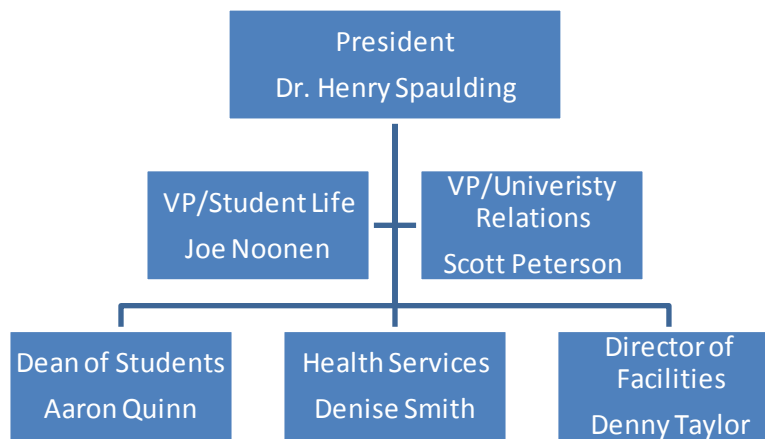 President
Dr. Henry Spaulding
VP/Student Life
Joe Noonen
VP/Univeristy
Relations
Scott Peterson
Dean of Students
Aaron Quinn
Health Services
Denise Smith
Director of
Facilities
Denny Taylor